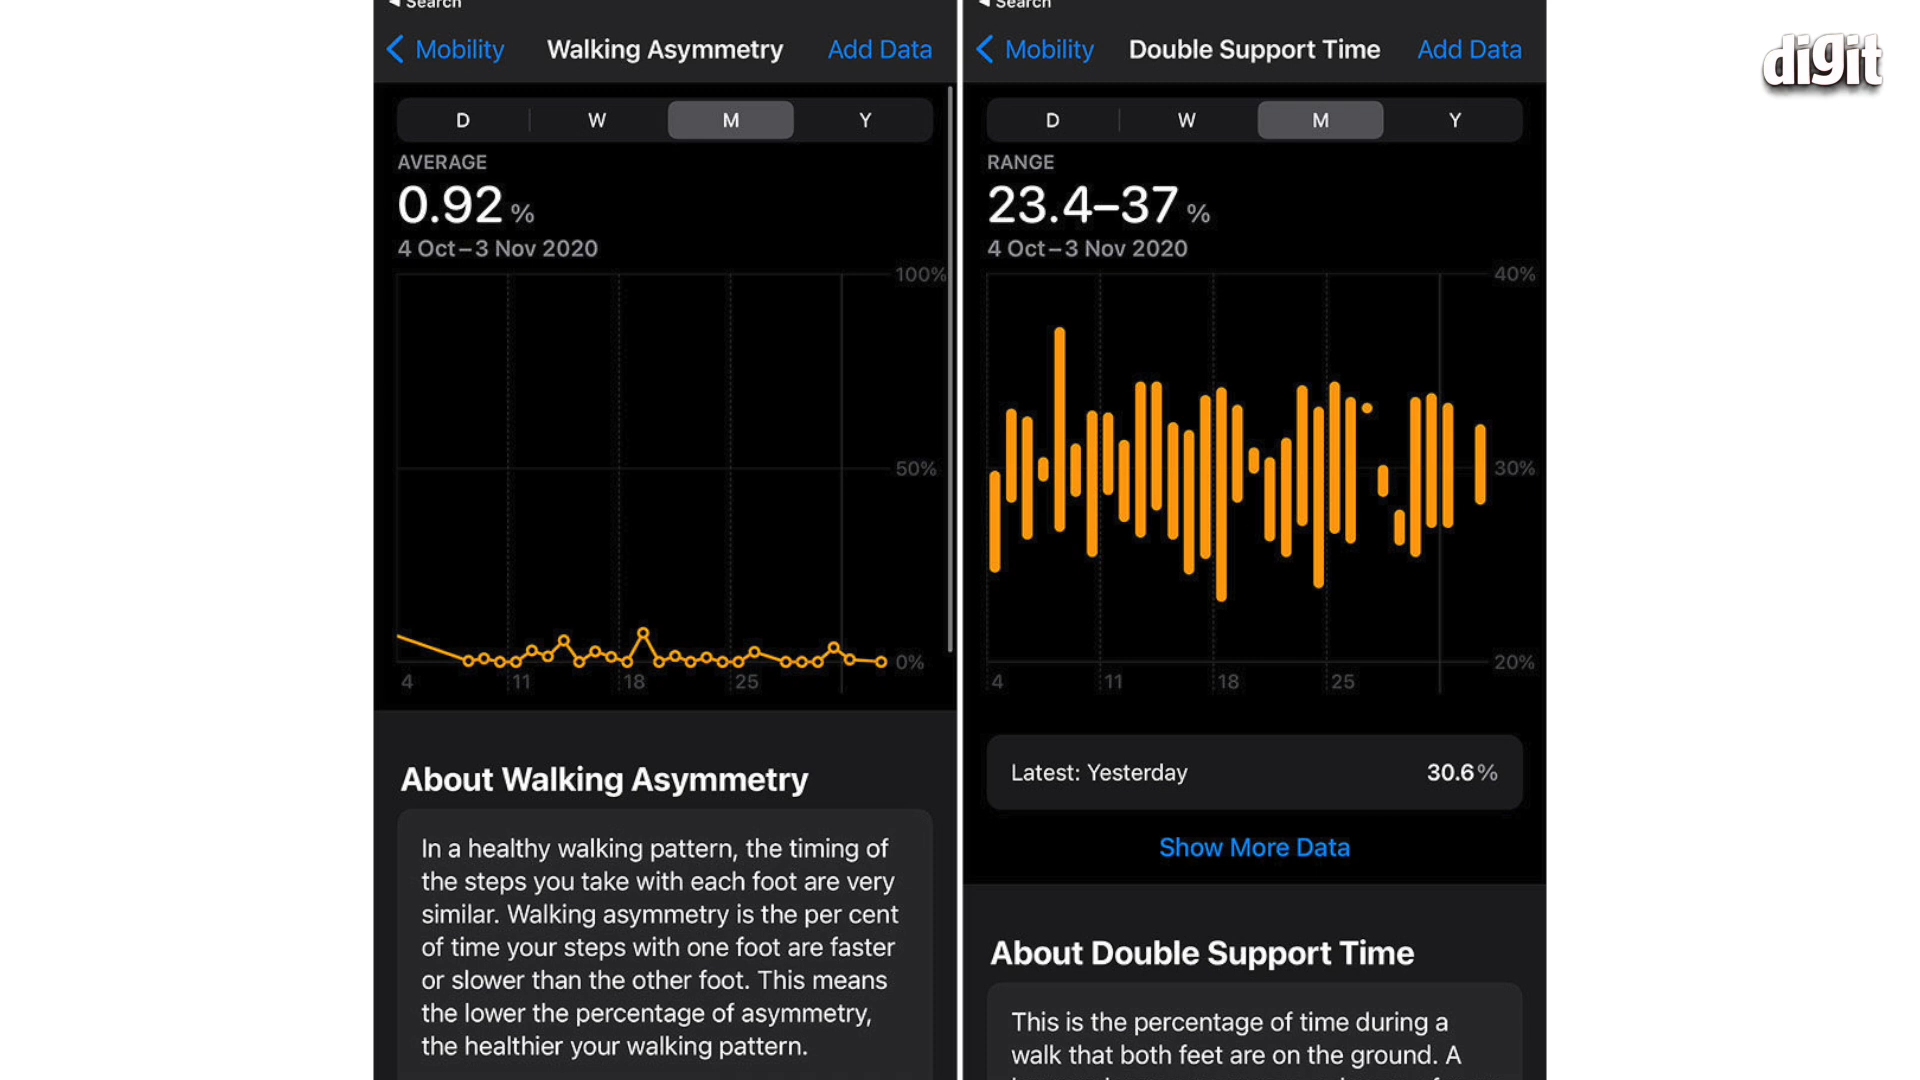 ◀ Search
Mobility
Walking Asymmetry
Add Data
D W M Y
AVERAGE
0.92 %
4 Oct–3 Nov 2020
100%
50%
0%
4 11 18 25
About Walking Asymmetry
In a healthy walking pattern, the timing of
the steps you take with each foot are very
similar. Walking asymmetry is the per cent
of time your steps with one foot are faster
or slower than the other foot. This means
the lower the percentage of asymmetry,
the healthier your walking pattern.
◀ Search
Mobility
Double Support Time
Add Data
D W M Y
RANGE
23.4–37 %
4 Oct–3 Nov 2020
40%
30%
20%
4 11 18 25
Latest: Yesterday 30.6%
Show More Data
About Double Support Time
This is the percentage of time during a
walk that both feet are on the ground. A
digit